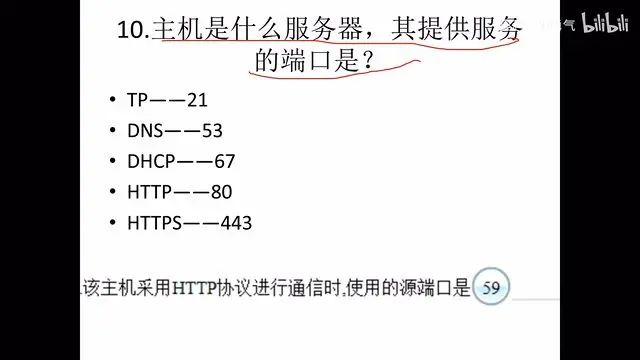 气 bilibili
10.主机是什么服务器，其提供服务
的端口是？
• TP——21
• DNS——53
• DHCP——67
• HTTP——80
• HTTPS——443
该主机采用HTTP协议进行通信时,使用的源端口是 59